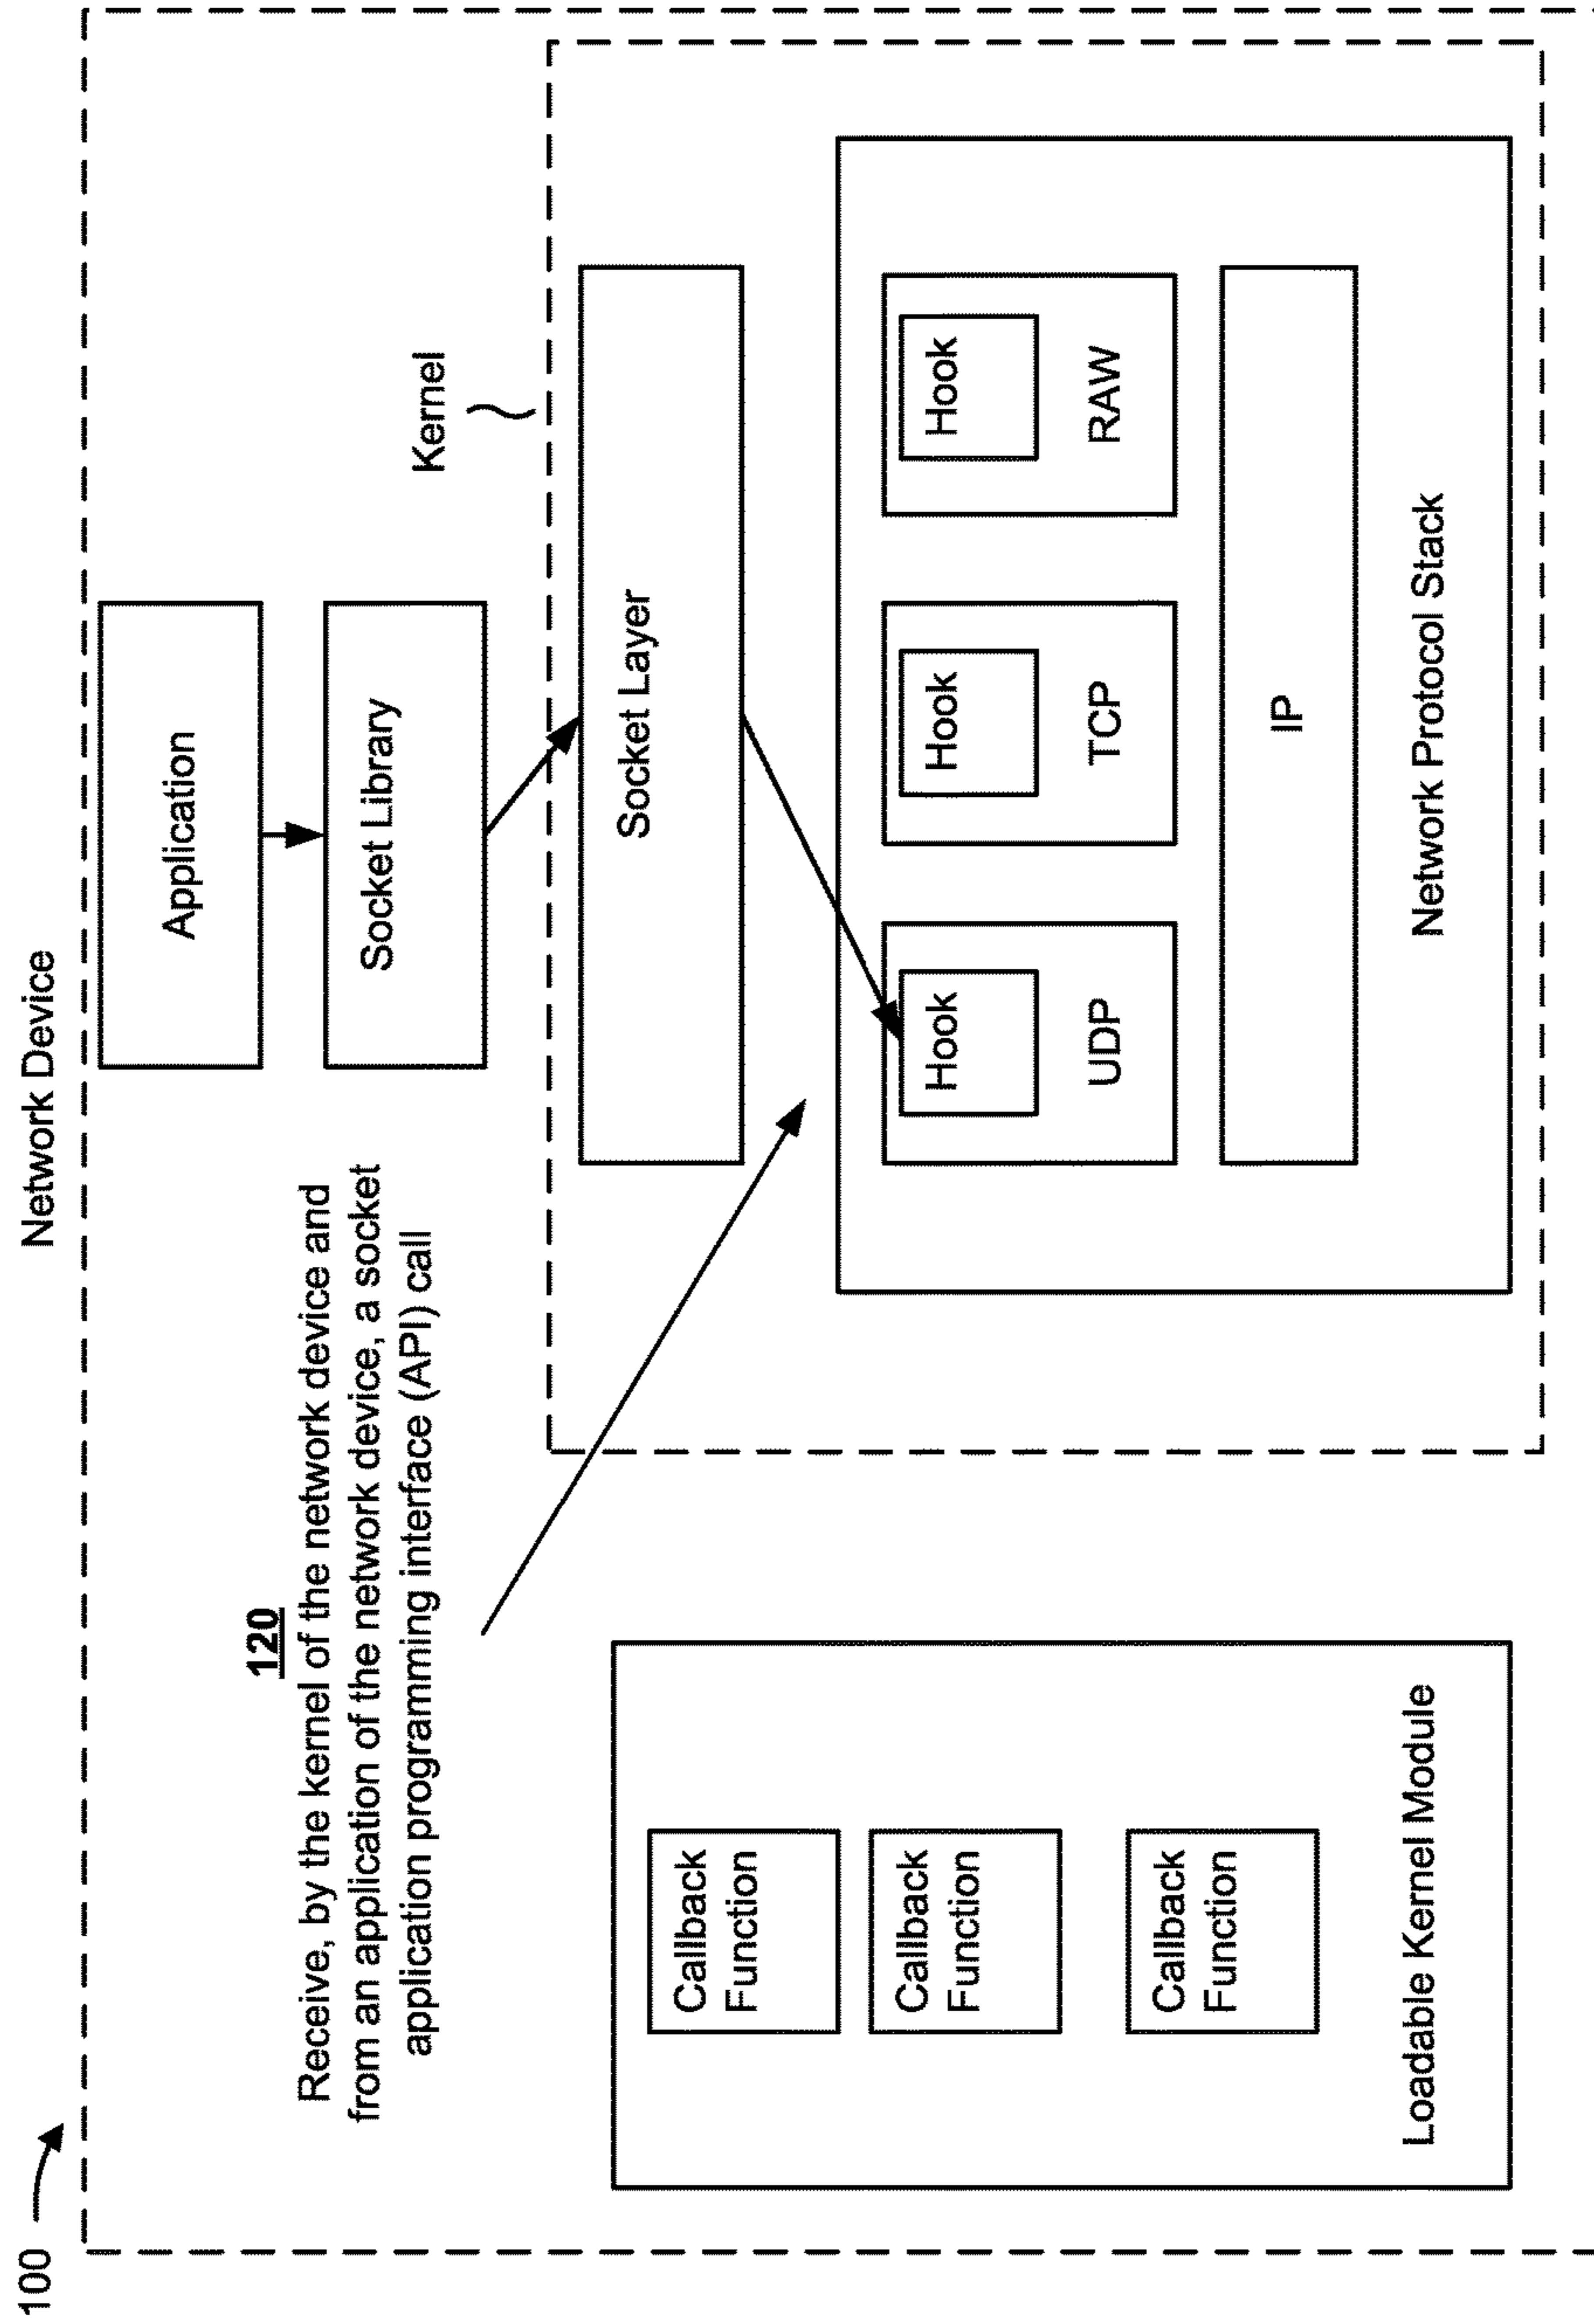 100
Network Device
120
Receive, by the kernel of the network device and
from an application of the network device, a socket
application programming interface (API) call
Application
Socket Library
Kernel
Socket Layer
Hook
UDP
Hook
TCP
Hook
RAW
IP
Network Protocol Stack
Callback
Function
Callback
Function
Callback
Function
Loadable Kernel Module